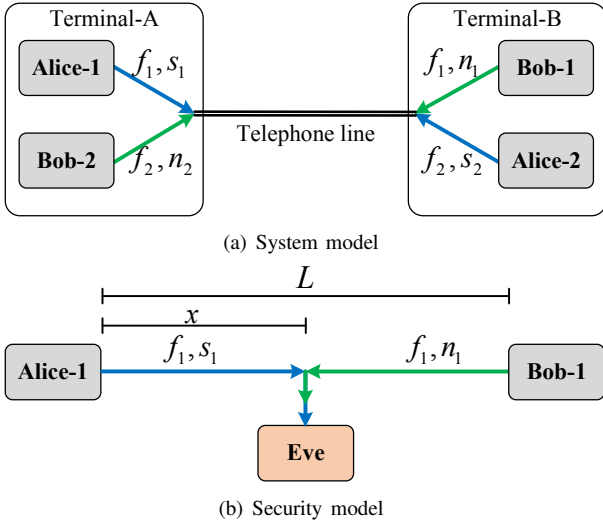 Terminal-A Terminal-B
Alice-1 f₁, s₁ f₁, n₁ Bob-1
Telephone line
Bob-2 f₂, n₂ f₂, s₂ Alice-2
(a) System model
L
x
Alice-1 f₁, s₁ f₁, n₁ Bob-1
Eve
(b) Security model